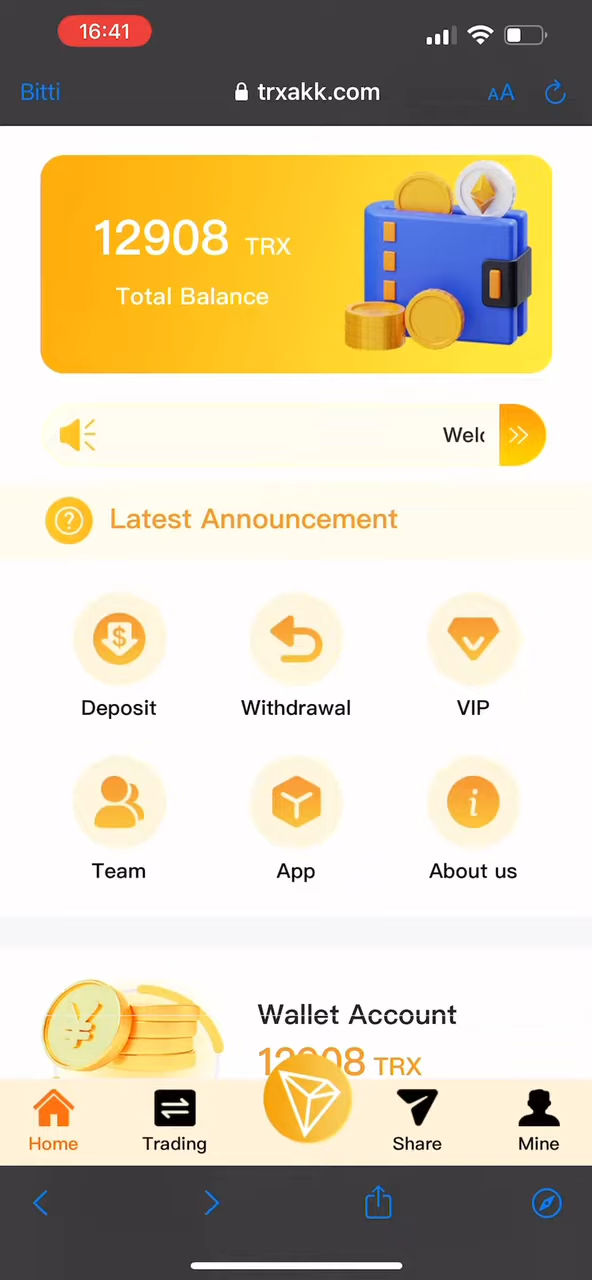 16:41
Bitti
trxakk.com
AA
12908 TRX
Total Balance
Welc
Latest Announcement
Deposit
Withdrawal
VIP
Team
App
About us
Wallet Account
12908 TRX
Home
Trading
Share
Mine